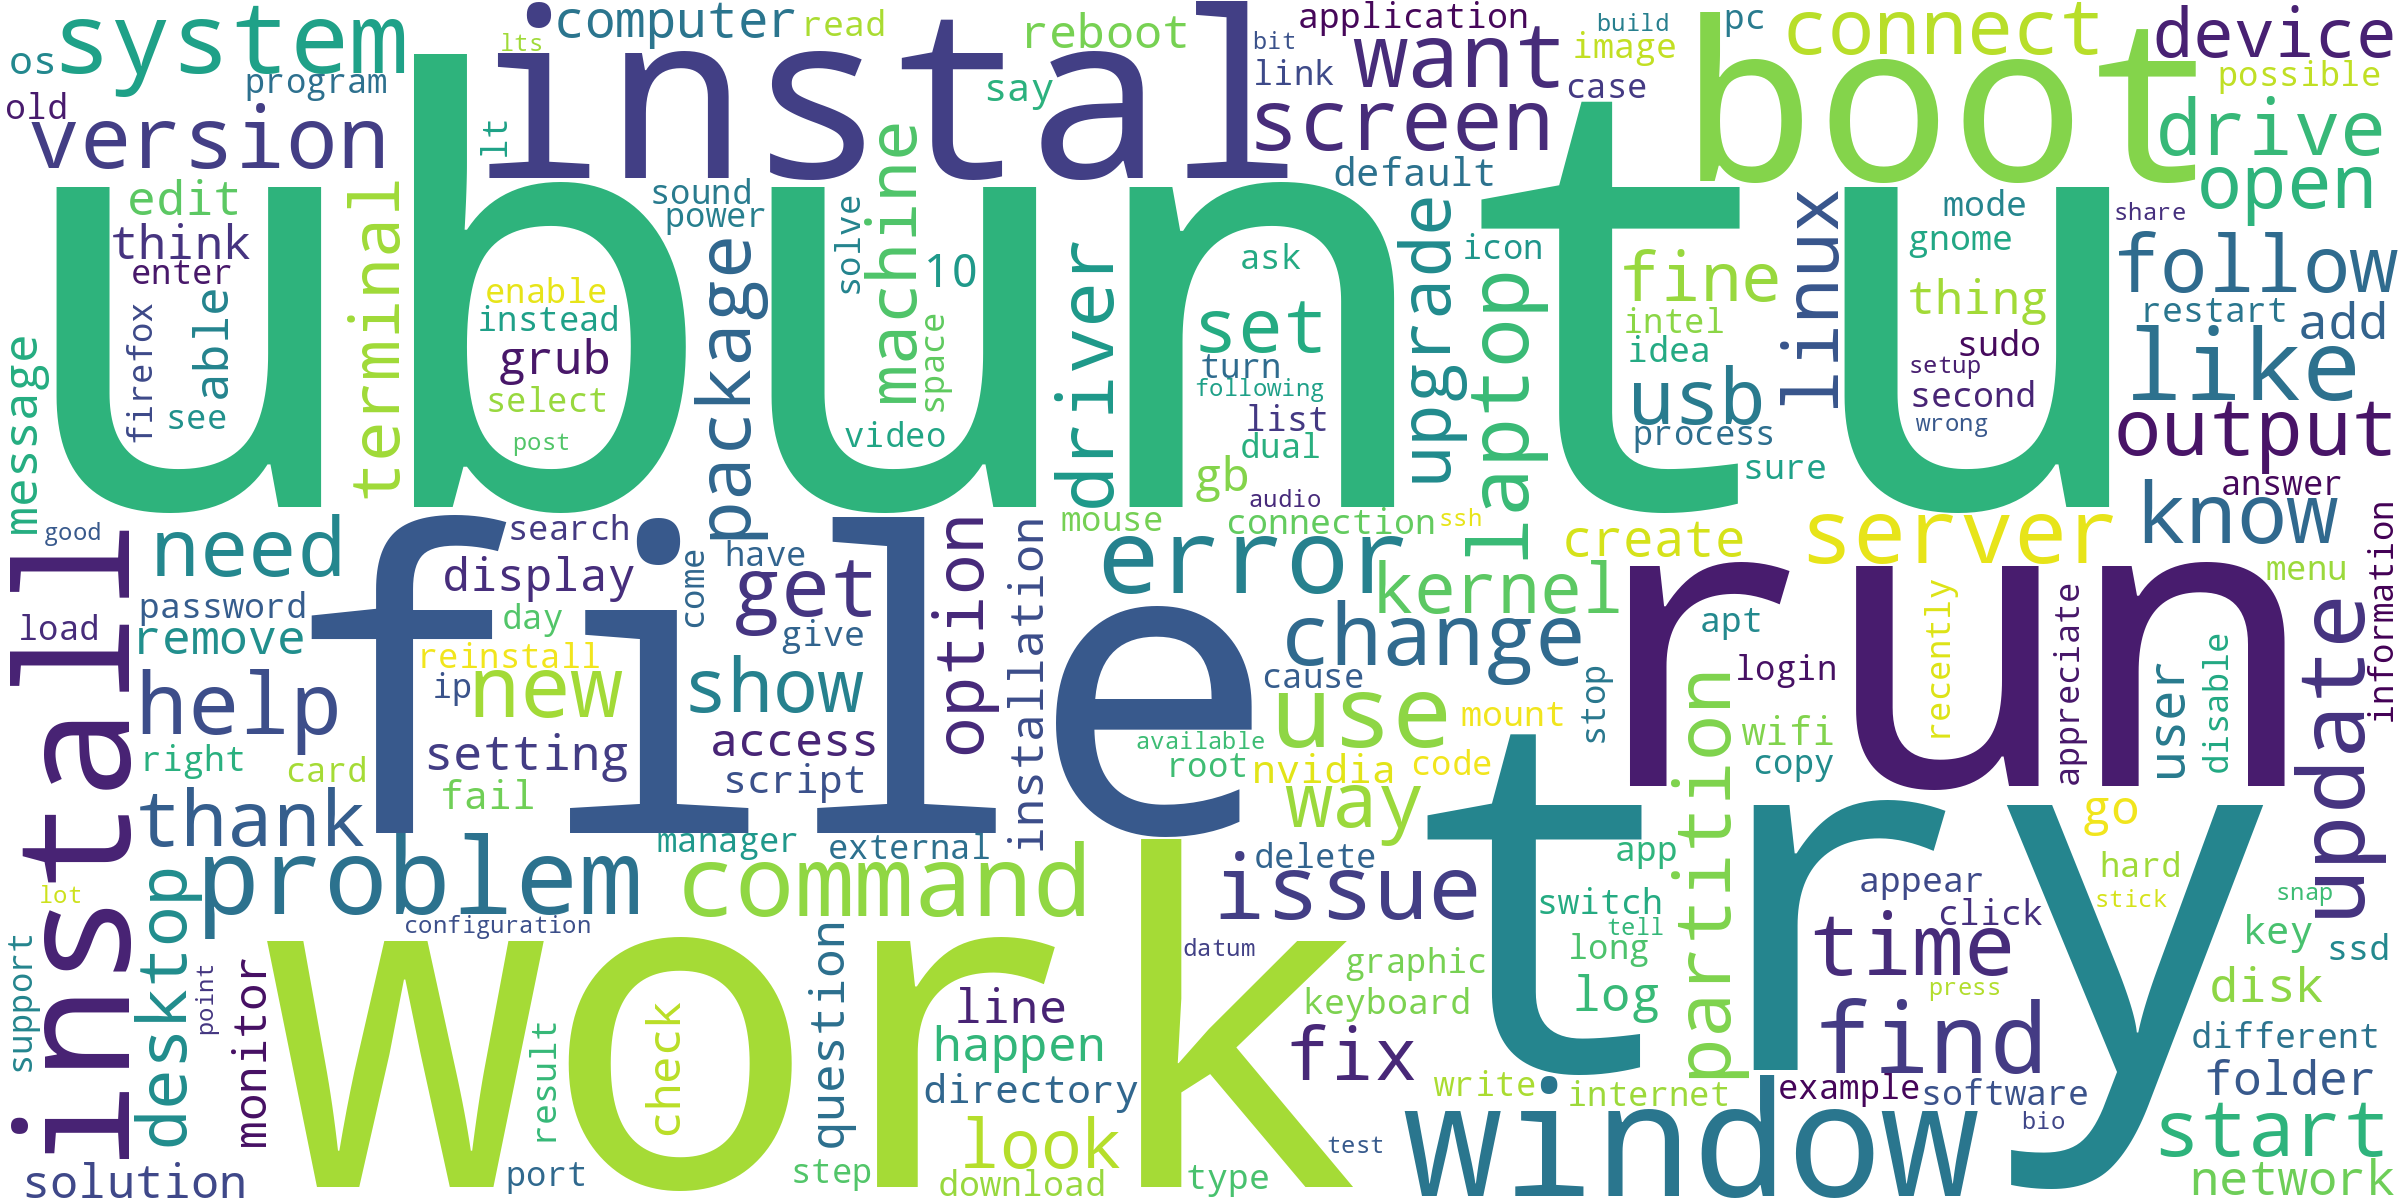 ubuntu
instal
boot
file
work
run
try
install
window
system
version
os
program
old
computer
lts
read
reboot
say
lt
application
want
screen
bit
link
default
build
image
case
pc
connect
device
possible
drive
open
edit
think
enter
firefox
able
see
message
terminal
enable
instead
grub
select
post
sound
power
package
solve
machine
10
space
video
driver
ask
set
turn
following
list
dual
gb
audio
upgrade
icon
laptop
fine
intel
idea
usb
process
linux
mode
gnome
thing
sudo
setup
second
wrong
sure
share
follow
restart
add
like
output
answer
know
good
need
password
load
remove
help
right
card
thank
search
display
day
come
reinstall
ip
new
setting
fail
have
get
give
show
access
script
option
installation
manager
external
mouse
connection
ssh
error
kernel
change
cause
use
available
root
nvidia
mount
code
way
stop
create
server
apt
login
recently
appreciate
partition
wifi
copy
user
disable
menu
information
update
go
hard
stick
snap
key
ssd
problem
command
configuration
desktop
lot
support
point
monitor
solution
result
port
check
question
step
line
happen
directory
look
download
issue
delete
datum
graphic
keyboard
fix
type
test
write
internet
app
switch
tell
long
log
appear
click
time
press
find
example
software
bio
disk
different
folder
start
network